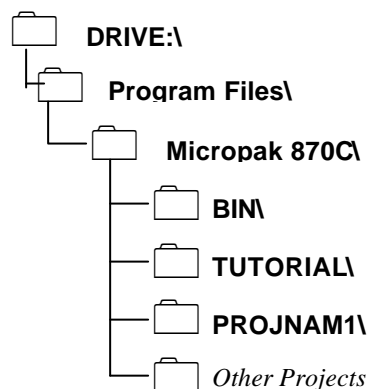 DRIVE:\
Program Files\
Micropak 870C\
BIN\
TUTORIAL\
PROJNAM1\
Other Projects